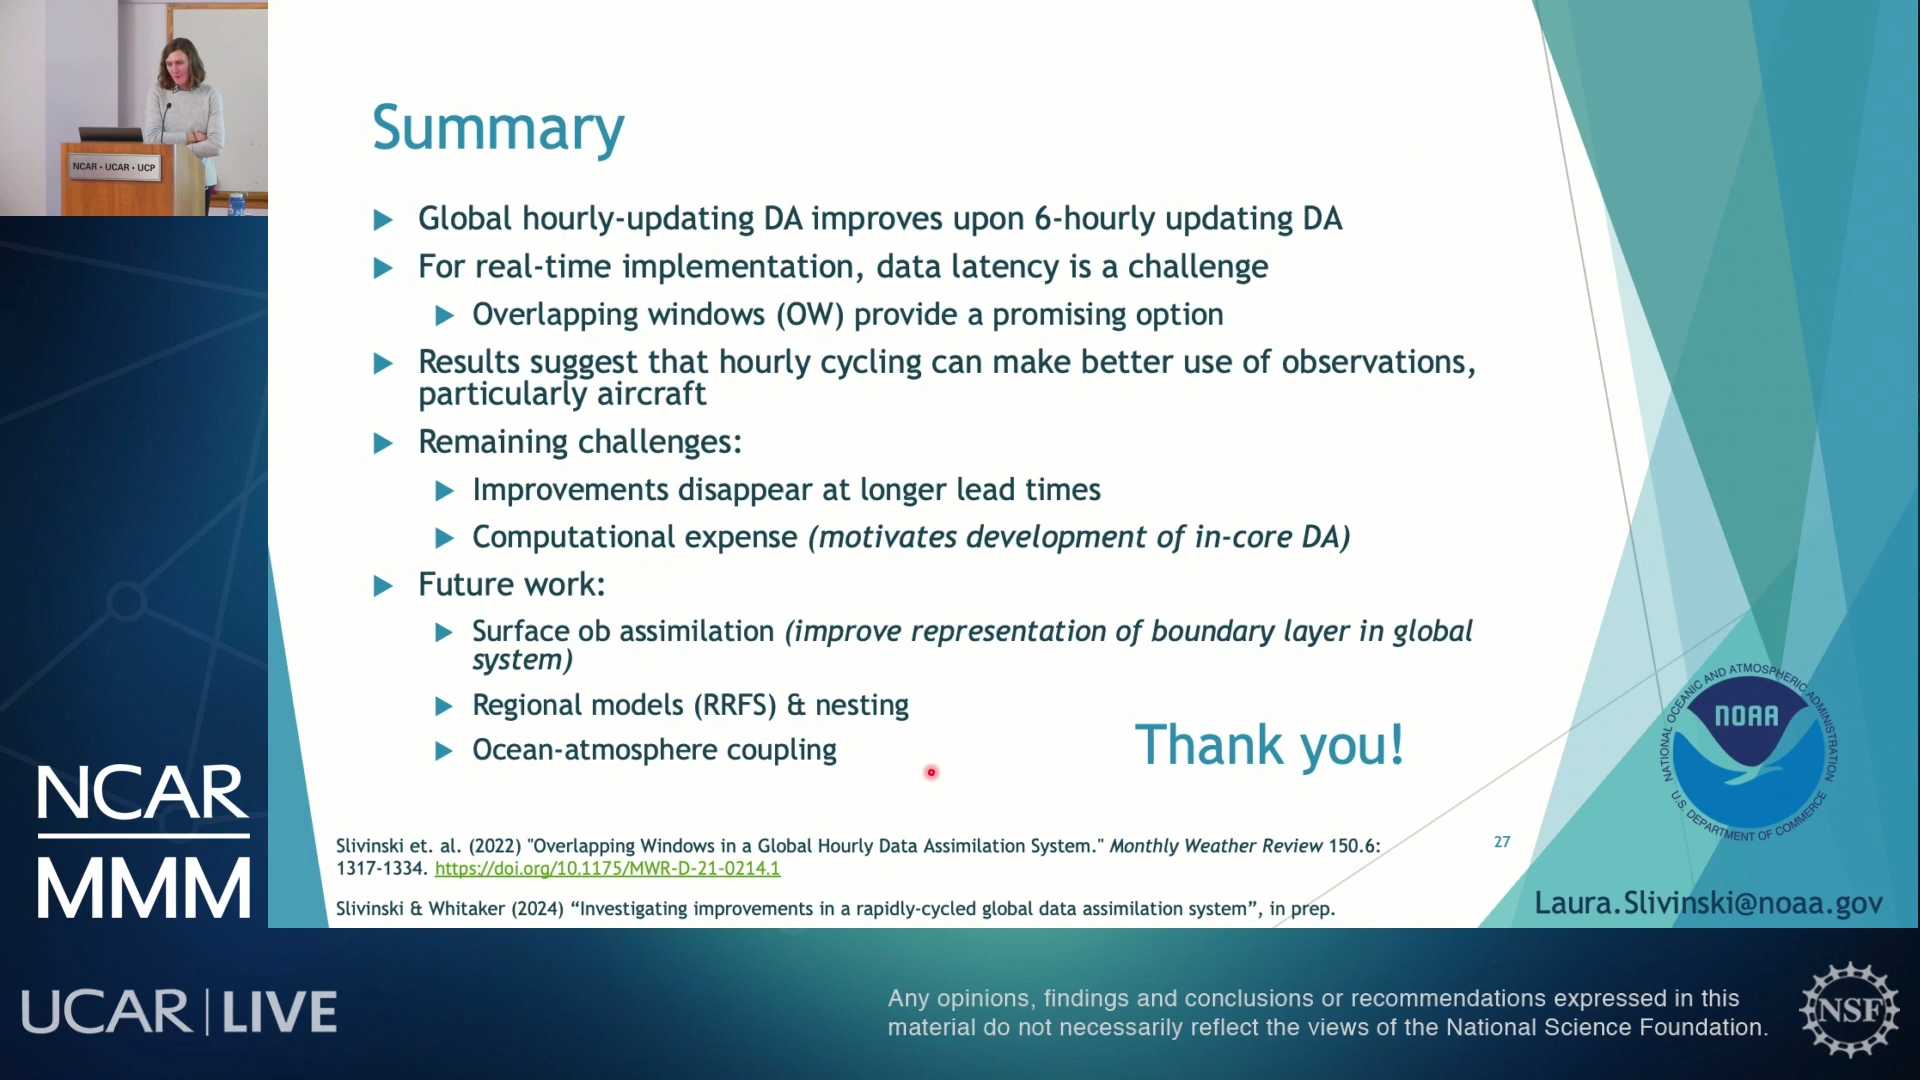 NCAR • UCAR • UCP
Summary
Global hourly-updating DA improves upon 6-hourly updating DA
For real-time implementation, data latency is a challenge
Overlapping windows (OW) provide a promising option
Results suggest that hourly cycling can make better use of observations,
particularly aircraft
Remaining challenges:
Improvements disappear at longer lead times
Computational expense (motivates development of in-core DA)
Future work:
Surface ob assimilation (improve representation of boundary layer in global
system)
Regional models (RRFS) & nesting
Ocean-atmosphere coupling
Thank you!
NATIONAL OCEANIC AND ATMOSPHERIC ADMINISTRATION
NOAA
U.S. DEPARTMENT OF COMMERCE
Slivinski et. al. (2022) "Overlapping Windows in a Global Hourly Data Assimilation System." Monthly Weather Review 150.6:
1317-1334. https://doi.org/10.1175/MWR-D-21-0214.1
27
Slivinski & Whitaker (2024) “Investigating improvements in a rapidly-cycled global data assimilation system”, in prep.
Laura.Slivinski@noaa.gov
NCAR
MMM
UCAR | LIVE
Any opinions, findings and conclusions or recommendations expressed in this
material do not necessarily reflect the views of the National Science Foundation.
NSF